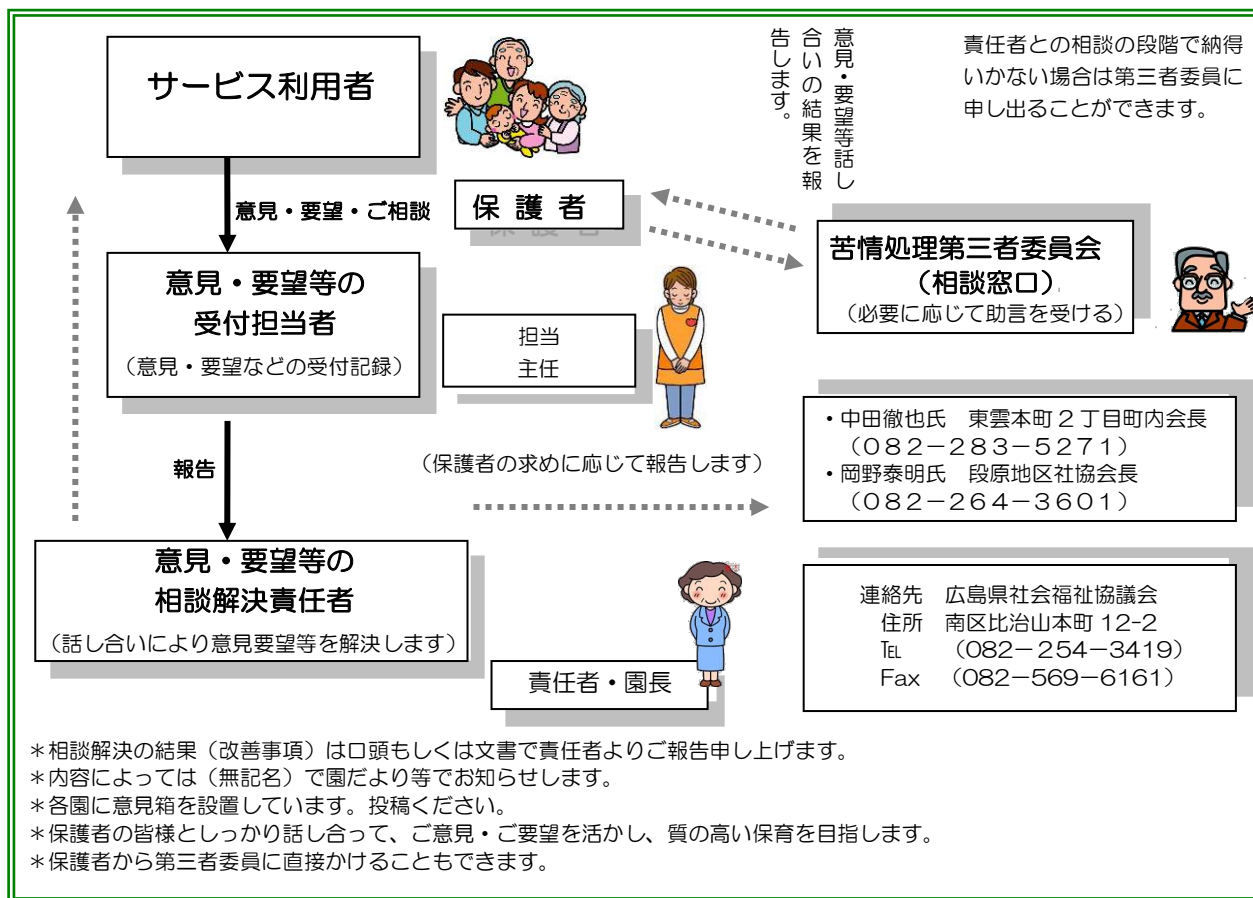 サービス利用者
意見・要望等話し
合いの結果を報
告します。
責任者との相談の段階で納得
いかない場合は第三者委員に
申し出ることができます。
意見・要望・ご相談
保 護 者
苦情処理第三者委員会
（相談窓口）
（必要に応じて助言を受ける）
意見・要望等の
受付担当者
（意見・要望などの受付記録）
担当
主任
・中田徹也氏　東雲本町２丁目町内会長
（０８２－２８３－５２７１）
・岡野泰明氏　段原地区社協会長
（０８２－２６４－３６０１）
報告
（保護者の求めに応じて報告します）
意見・要望等の
相談解決責任者
（話し合いにより意見要望等を解決します）
責任者・園長
連絡先　広島県社会福祉協議会
住所　南区比治山本町 12-2
℡　（082－254－3419）
Fax　（082－569－6161）
＊相談解決の結果（改善事項）は口頭もしくは文書で責任者よりご報告申し上げます。
＊内容によっては（無記名）で園だより等でお知らせします。
＊各園に意見箱を設置しています。投稿ください。
＊保護者の皆様としっかり話し合って、ご意見・ご要望を活かし、質の高い保育を目指します。
＊保護者から第三者委員に直接かけることもできます。